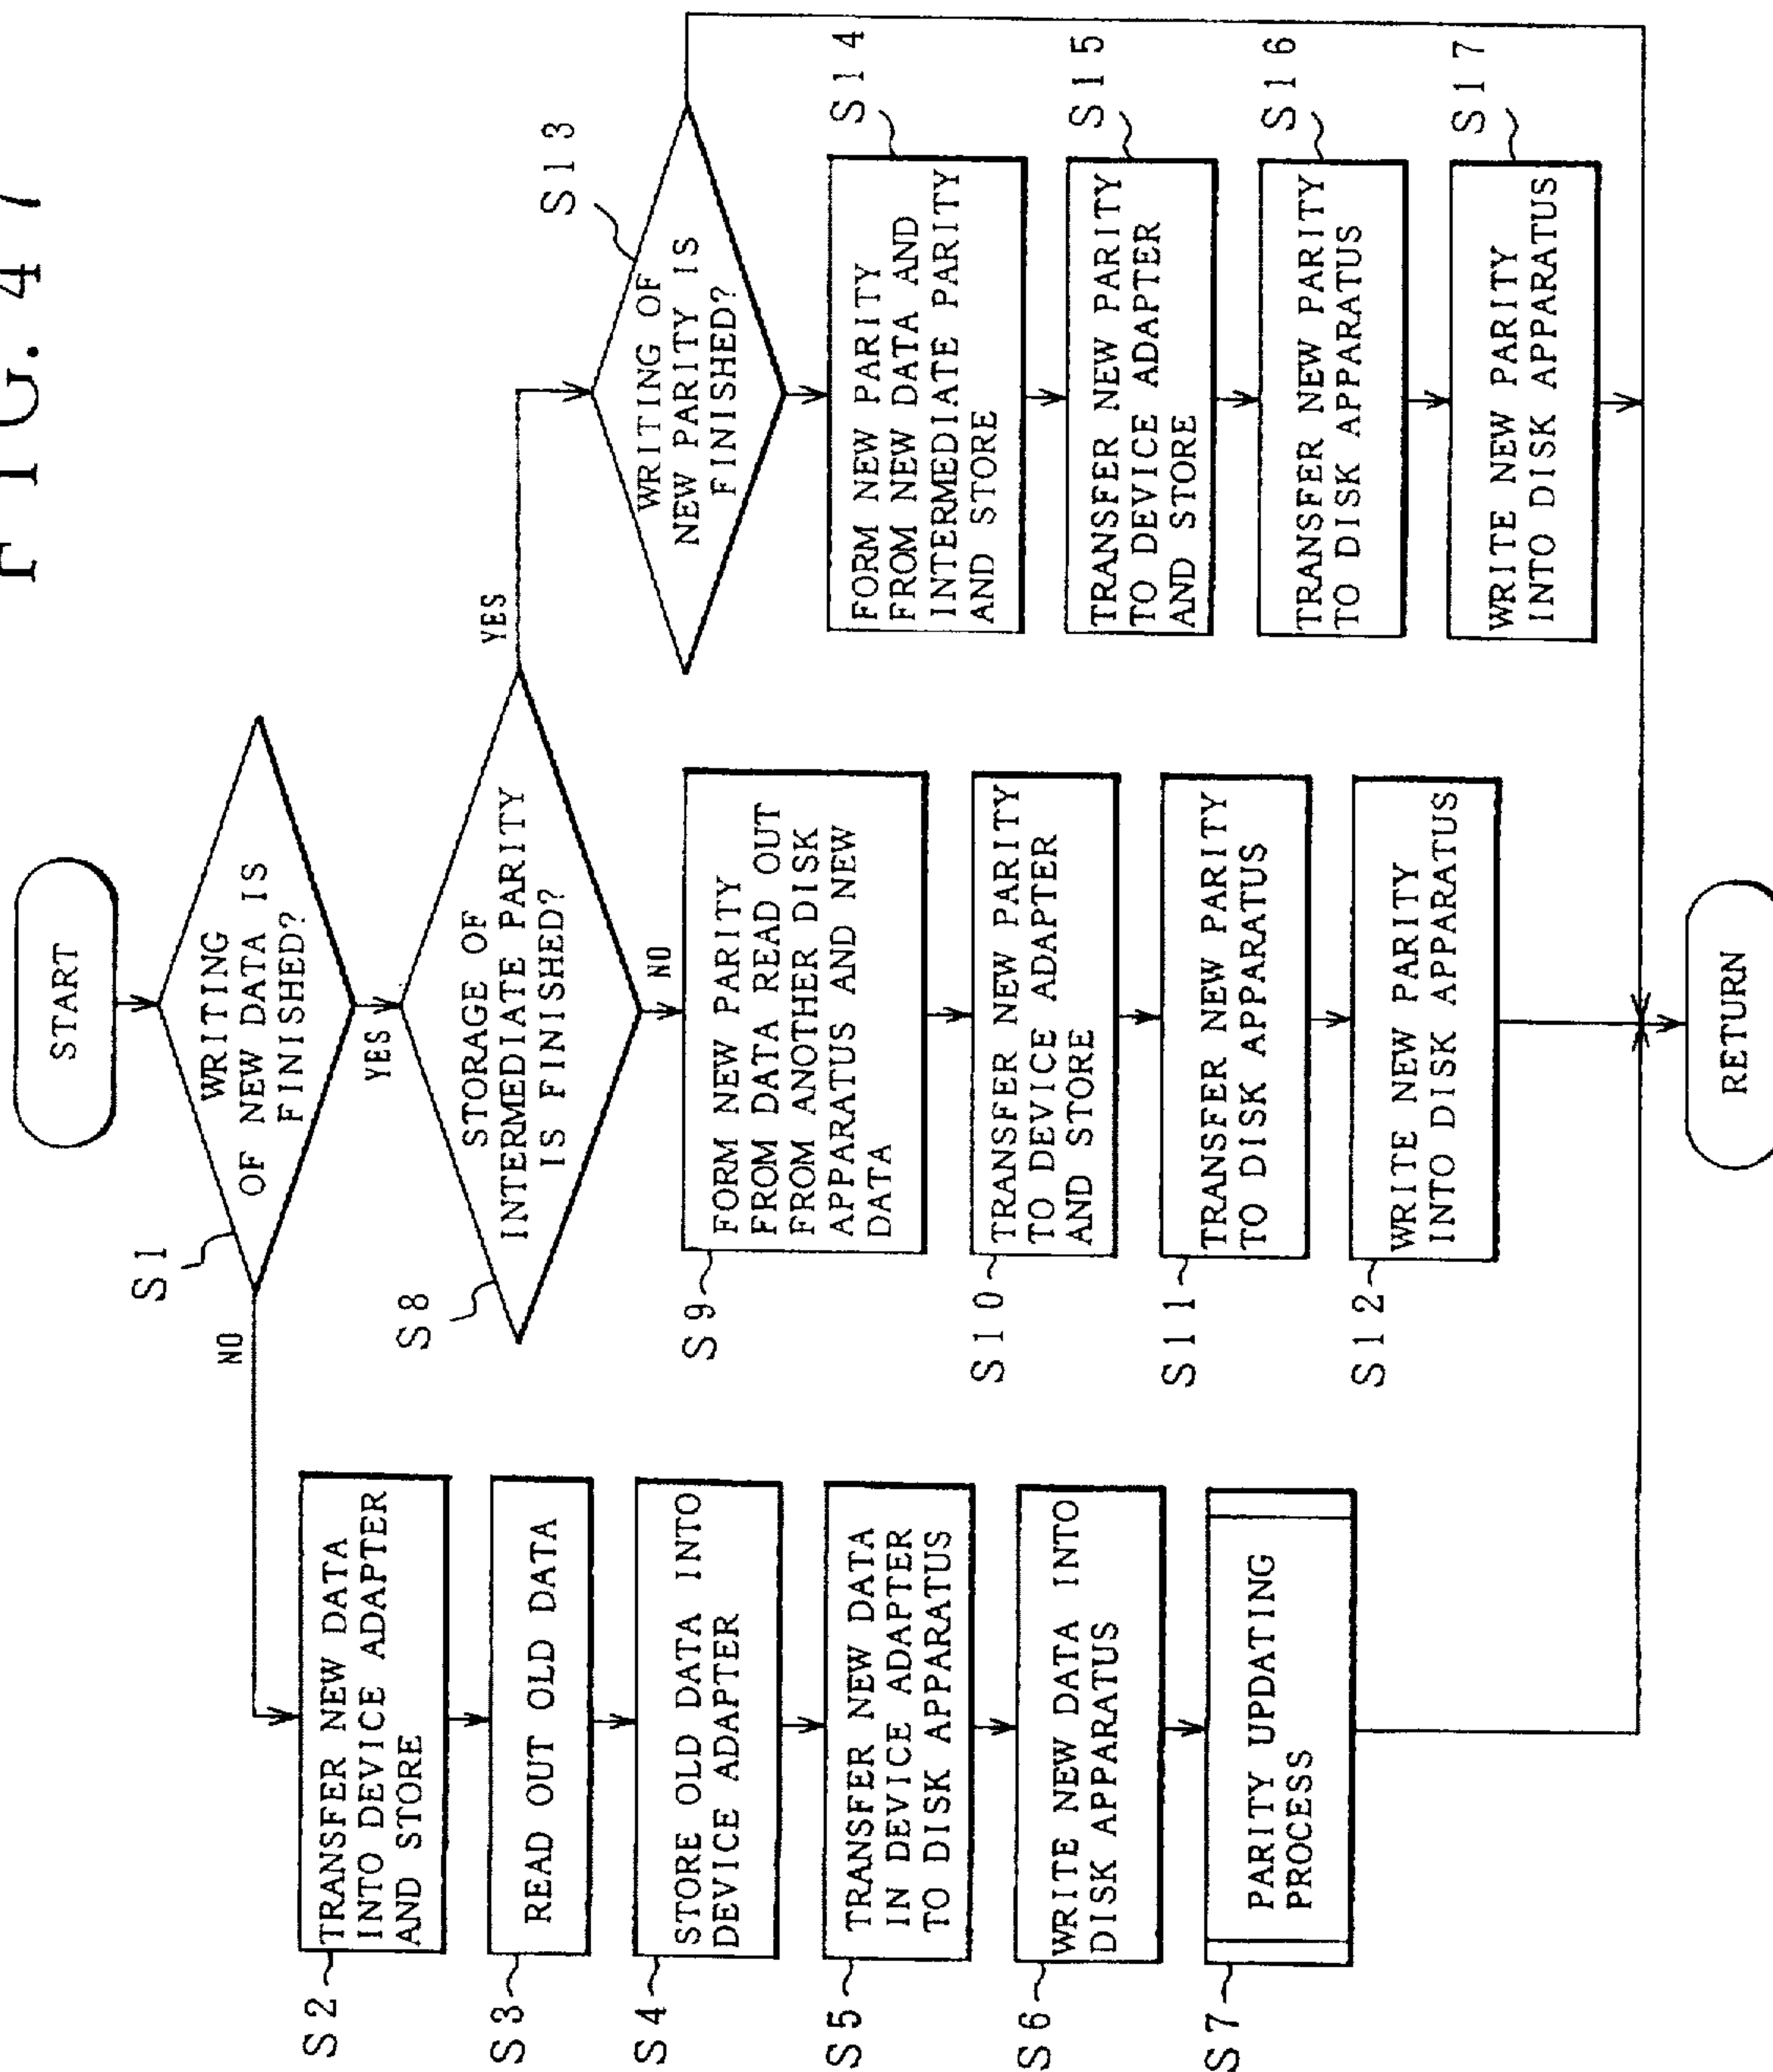 FIG. 47
START
S1
WRITING
OF NEW DATA IS
FINISHED?
NO
YES
S2
TRANSFER NEW DATA
INTO DEVICE ADAPTER
AND STORE
S3
READ OUT OLD DATA
S4
STORE OLD DATA INTO
DEVICE ADAPTER
S5
TRANSFER NEW DATA
IN DEVICE ADAPTER
TO DISK APPARATUS
S6
WRITE NEW DATA INTO
DISK APPARATUS
S7
PARITY UPDATING
PROCESS
S8
STORAGE OF
INTERMEDIATE PARITY
IS FINISHED?
YES
NO
S9
FORM NEW PARITY
FROM DATA READ OUT
FROM ANOTHER DISK
APPARATUS AND NEW
DATA
S10
TRANSFER NEW PARITY
TO DEVICE ADAPTER
AND STORE
S11
TRANSFER NEW PARITY
TO DISK APPARATUS
S12
WRITE NEW PARITY
INTO DISK APPARATUS
S13
WRITING OF
NEW PARITY IS
FINISHED?
S14
FORM NEW PARITY
FROM NEW DATA AND
INTERMEDIATE PARITY
AND STORE
S15
TRANSFER NEW PARITY
TO DEVICE ADAPTER
AND STORE
S16
TRANSFER NEW PARITY
TO DISK APPARATUS
S17
WRITE NEW PARITY
INTO DISK APPARATUS
RETURN